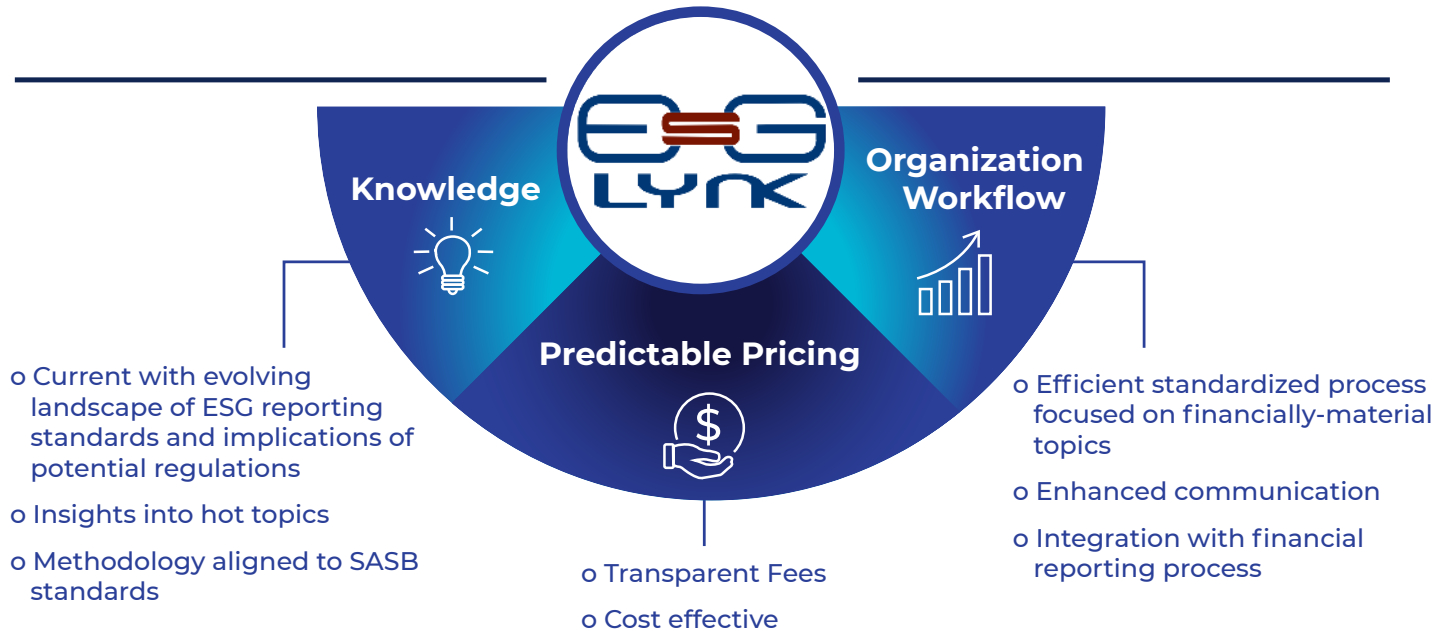 ESG
LYNK
Knowledge
Organization
Workflow
Predictable Pricing
$
o Current with evolving
landscape of ESG reporting
standards and implications of
potential regulations
o Insights into hot topics
o Methodology aligned to SASB
standards
o Transparent Fees
o Cost effective
o Efficient standardized process
focused on financially-material
topics
o Enhanced communication
o Integration with financial
reporting process